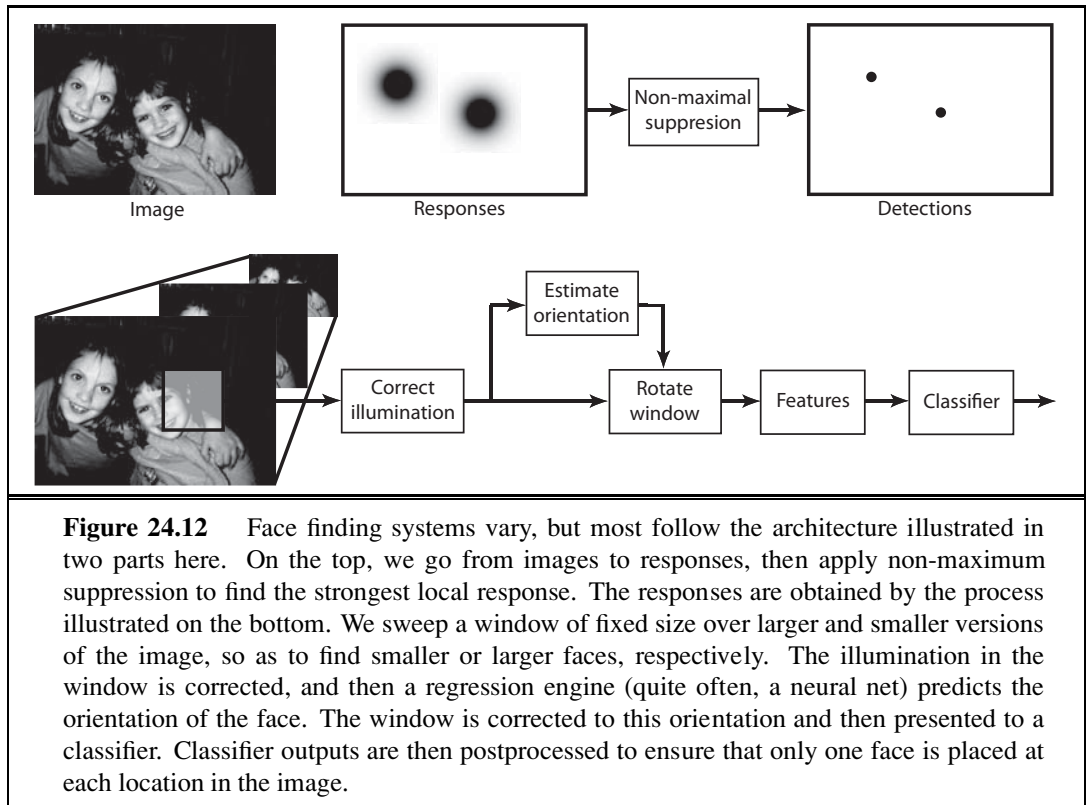 Image
Responses
Non-maximal
suppresion
Detections
Correct
illumination
Estimate
orientation
Rotate
window
Features
Classifier
Figure 24.12 Face finding systems vary, but most follow the architecture illustrated in
two parts here. On the top, we go from images to responses, then apply non-maximum
suppression to find the strongest local response. The responses are obtained by the process
illustrated on the bottom. We sweep a window of fixed size over larger and smaller versions
of the image, so as to find smaller or larger faces, respectively. The illumination in the
window is corrected, and then a regression engine (quite often, a neural net) predicts the
orientation of the face. The window is corrected to this orientation and then presented to a
classifier. Classifier outputs are then postprocessed to ensure that only one face is placed at
each location in the image.